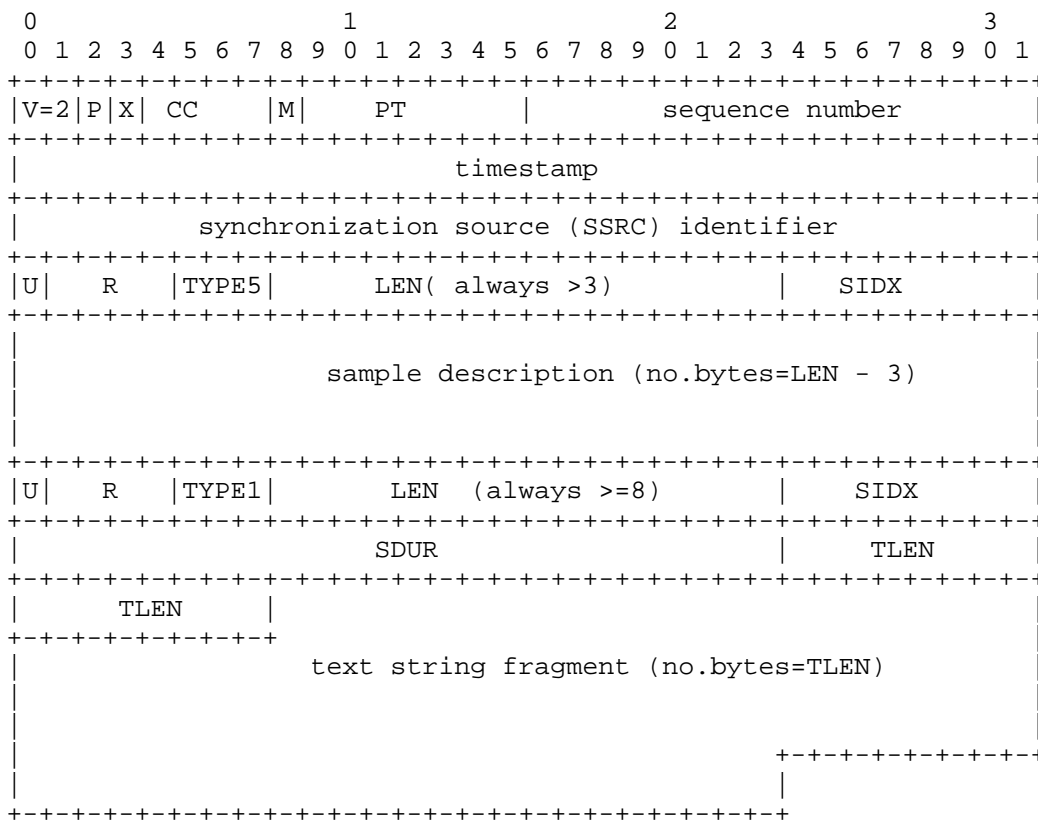 0                   1                   2                   3
 0 1 2 3 4 5 6 7 8 9 0 1 2 3 4 5 6 7 8 9 0 1 2 3 4 5 6 7 8 9 0 1
+-+-+-+-+-+-+-+-+-+-+-+-+-+-+-+-+-+-+-+-+-+-+-+-+-+-+-+-+-+-+-+-+
|V=2|P|X| CC    |M|    PT       |        sequence number        |
+-+-+-+-+-+-+-+-+-+-+-+-+-+-+-+-+-+-+-+-+-+-+-+-+-+-+-+-+-+-+-+-+
|                           timestamp                           |
+-+-+-+-+-+-+-+-+-+-+-+-+-+-+-+-+-+-+-+-+-+-+-+-+-+-+-+-+-+-+-+-+
|           synchronization source (SSRC) identifier            |
+-+-+-+-+-+-+-+-+-+-+-+-+-+-+-+-+-+-+-+-+-+-+-+-+-+-+-+-+-+-+-+-+
|U|   R   |TYPE5|      LEN( always >3)          |   SIDX        |
+-+-+-+-+-+-+-+-+-+-+-+-+-+-+-+-+-+-+-+-+-+-+-+-+-+-+-+-+-+-+-+-+
|                                                               |
|                   sample description (no.bytes=LEN - 3)       |
|                                                               |
|                                                               |
+-+-+-+-+-+-+-+-+-+-+-+-+-+-+-+-+-+-+-+-+-+-+-+-+-+-+-+-+-+-+-+-+
|U|   R   |TYPE1|       LEN  (always >=8)       |    SIDX       |
+-+-+-+-+-+-+-+-+-+-+-+-+-+-+-+-+-+-+-+-+-+-+-+-+-+-+-+-+-+-+-+-+
|                      SDUR                     |     TLEN      |
+-+-+-+-+-+-+-+-+-+-+-+-+-+-+-+-+-+-+-+-+-+-+-+-+-+-+-+-+-+-+-+-+
|      TLEN     |                                               |
+-+-+-+-+-+-+-+-+                                               |
|                  text string fragment (no.bytes=TLEN)         |
|                                                               |
|                                                               |
|                                               +-+-+-+-+-+-+-+-+
|                                               |
+-+-+-+-+-+-+-+-+-+-+-+-+-+-+-+-+-+-+-+-+-+-+-+-+